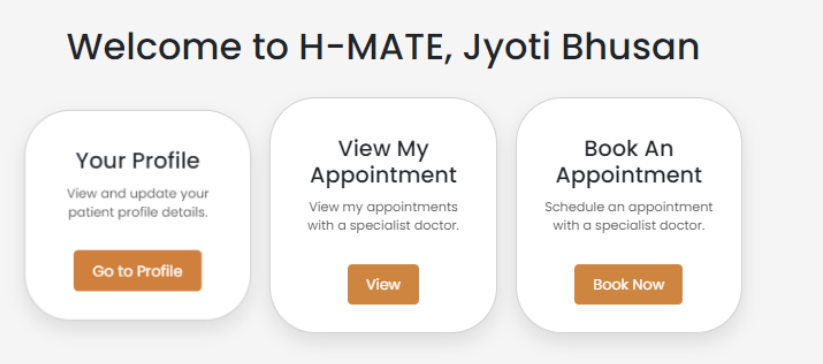 Welcome to H-MATE, Jyoti Bhusan
Your Profile
View and update your
patient profile details.
Go to Profile
View My
Appointment
View my appointments
with a specialist doctor.
View
Book An
Appointment
Schedule an appointment
with a specialist doctor.
Book Now